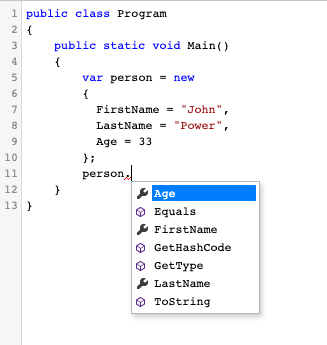 1 public class Program
2 {
3     public static void Main()
4     {
5         var person = new
6         {
7           FirstName = "John",
8           LastName = "Power",
9           Age = 33
10         };
11         person.
Age
Equals
FirstName
GetHashCode
GetType
LastName
ToString
12     }
13 }